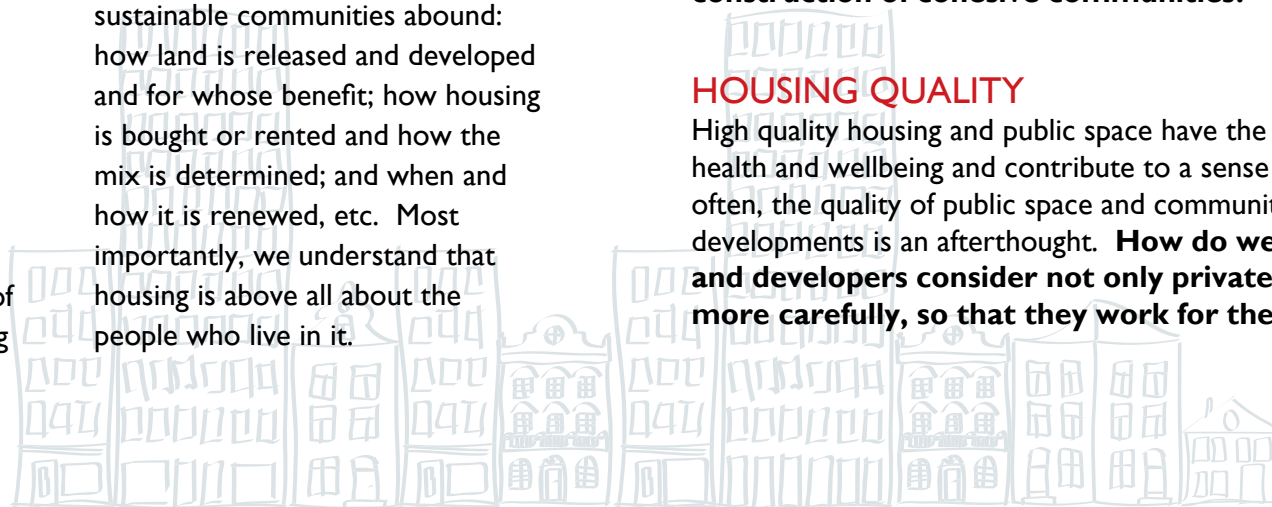 of
g
sustainable communities abound:
how land is released and developed
and for whose benefit; how housing
is bought or rented and how the
mix is determined; and when and
how it is renewed, etc.  Most
importantly, we understand that
housing is above all about the
people who live in it.
construction of cohesive communities?
HOUSING QUALITY
High quality housing and public space have the
health and wellbeing and contribute to a sense
often, the quality of public space and communit
developments is an afterthought.  How do we
and developers consider not only private
more carefully, so that they work for the